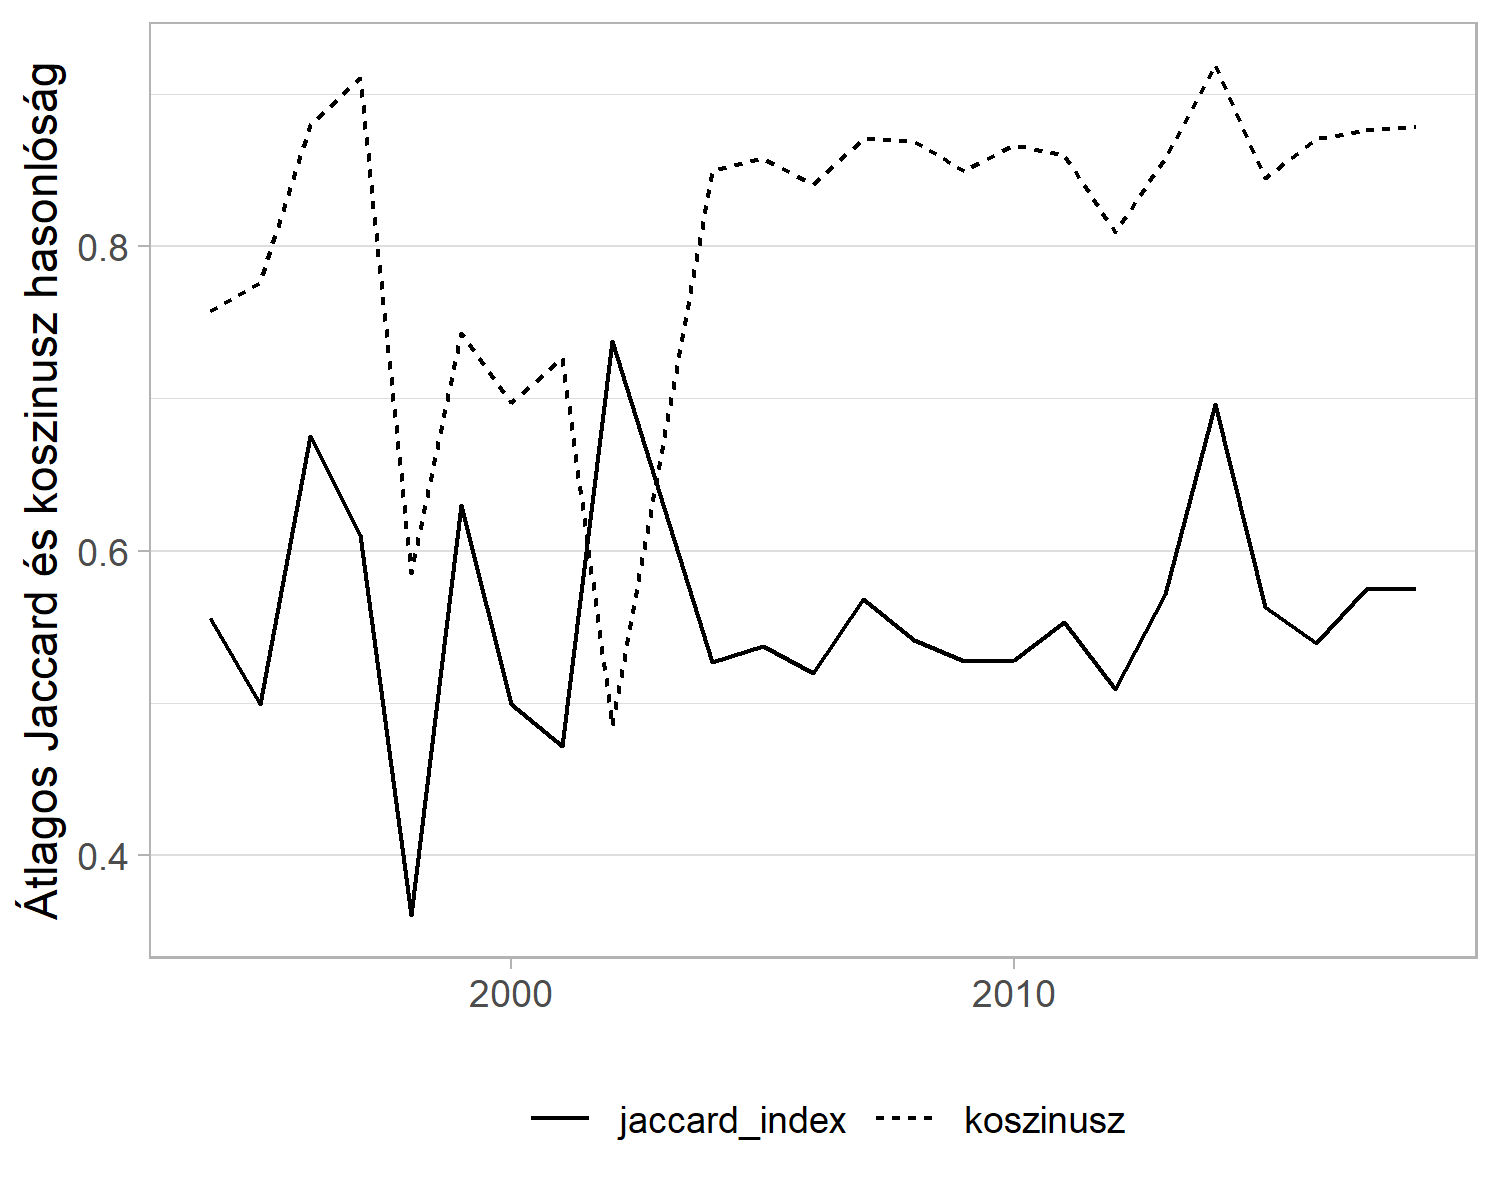 Átlagos Jaccard és koszinusz hasonlóság
0.8
0.6
0.4
2000 2010
jaccard_index koszinusz